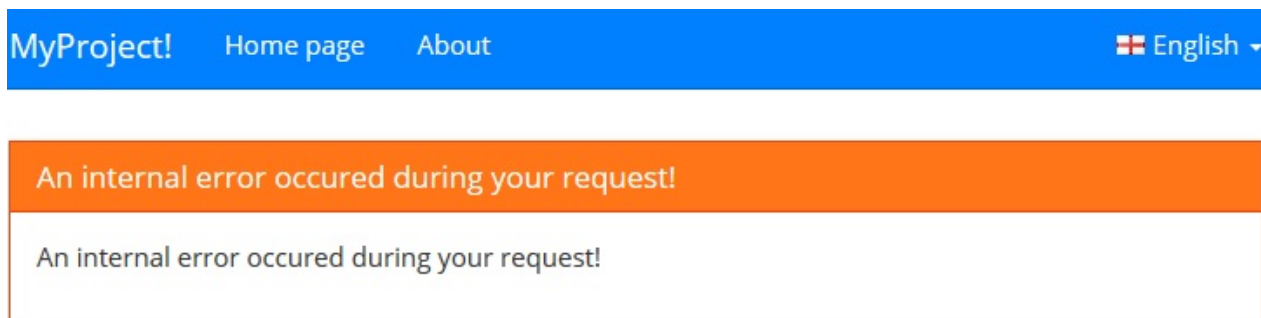 MyProject! Home page About English
An internal error occured during your request!
An internal error occured during your request!